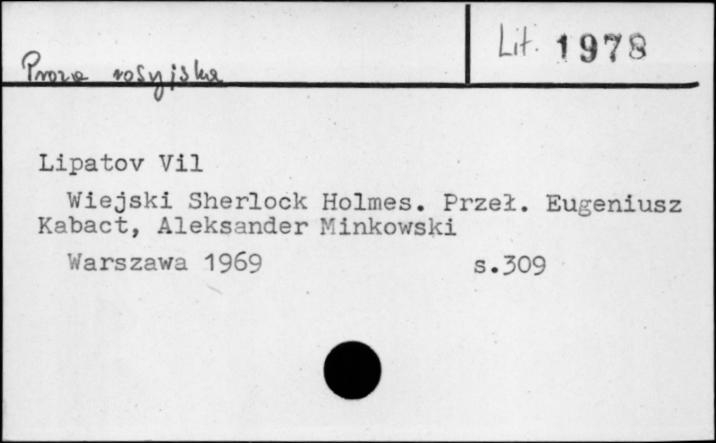 Proza rosyjska
Lit. 1978
Lipatov Vil
Wiejski Sherlock Holmes. Przeł. Eugeniusz
Kabact, Aleksander Minkowski
Warszawa 1969 s.309